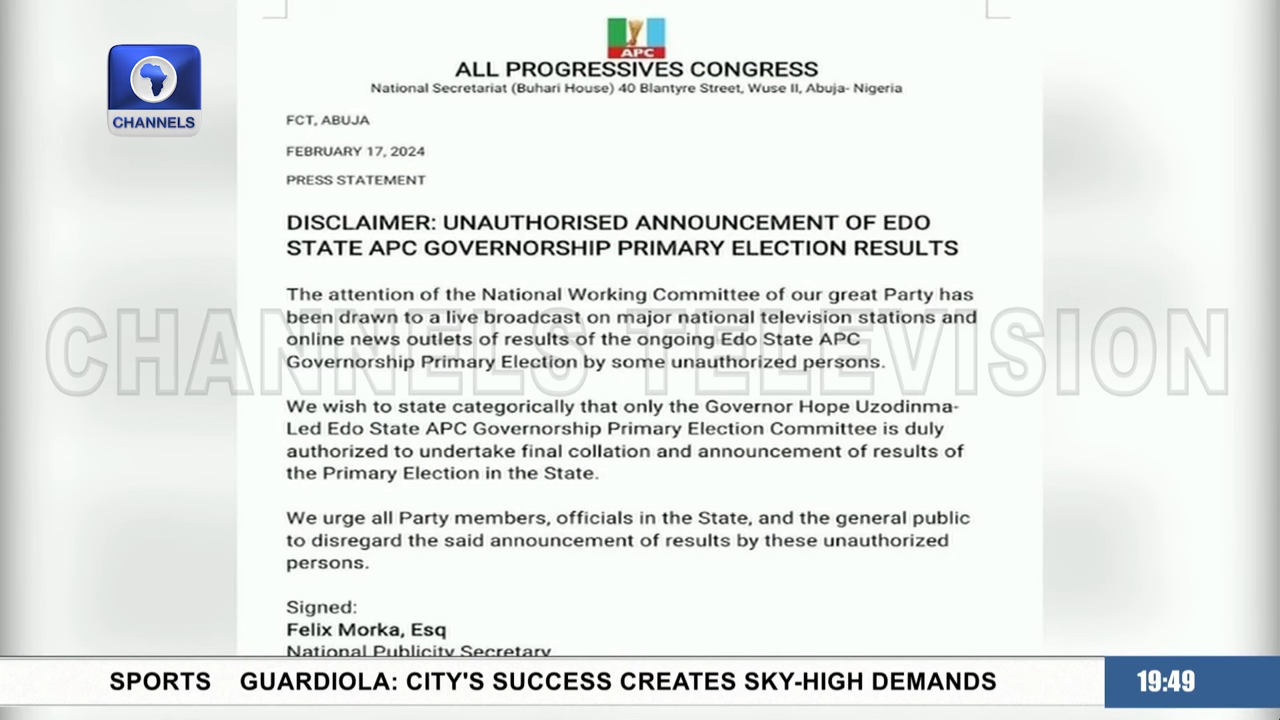 CHANNELS
APC
ALL PROGRESSIVES CONGRESS
National Secretariat (Buhari House) 40 Blantyre Street, Wuse II, Abuja- Nigeria
FCT, ABUJA
FEBRUARY 17, 2024
PRESS STATEMENT
DISCLAIMER: UNAUTHORISED ANNOUNCEMENT OF EDO
STATE APC GOVERNORSHIP PRIMARY ELECTION RESULTS
The attention of the National Working Committee of our great Party has
been drawn to a live broadcast on major national television stations and
online news outlets of results of the ongoing Edo State APC
Governorship Primary Election by some unauthorized persons.
CHANNELS TELEVISION
We wish to state categorically that only the Governor Hope Uzodinma-
Led Edo State APC Governorship Primary Election Committee is duly
authorized to undertake final collation and announcement of results of
the Primary Election in the State.
We urge all Party members, officials in the State, and the general public
to disregard the said announcement of results by these unauthorized
persons.
Signed:
Felix Morka, Esq
National Publicity Secretary
SPORTS GUARDIOLA: CITY'S SUCCESS CREATES SKY-HIGH DEMANDS
19:49